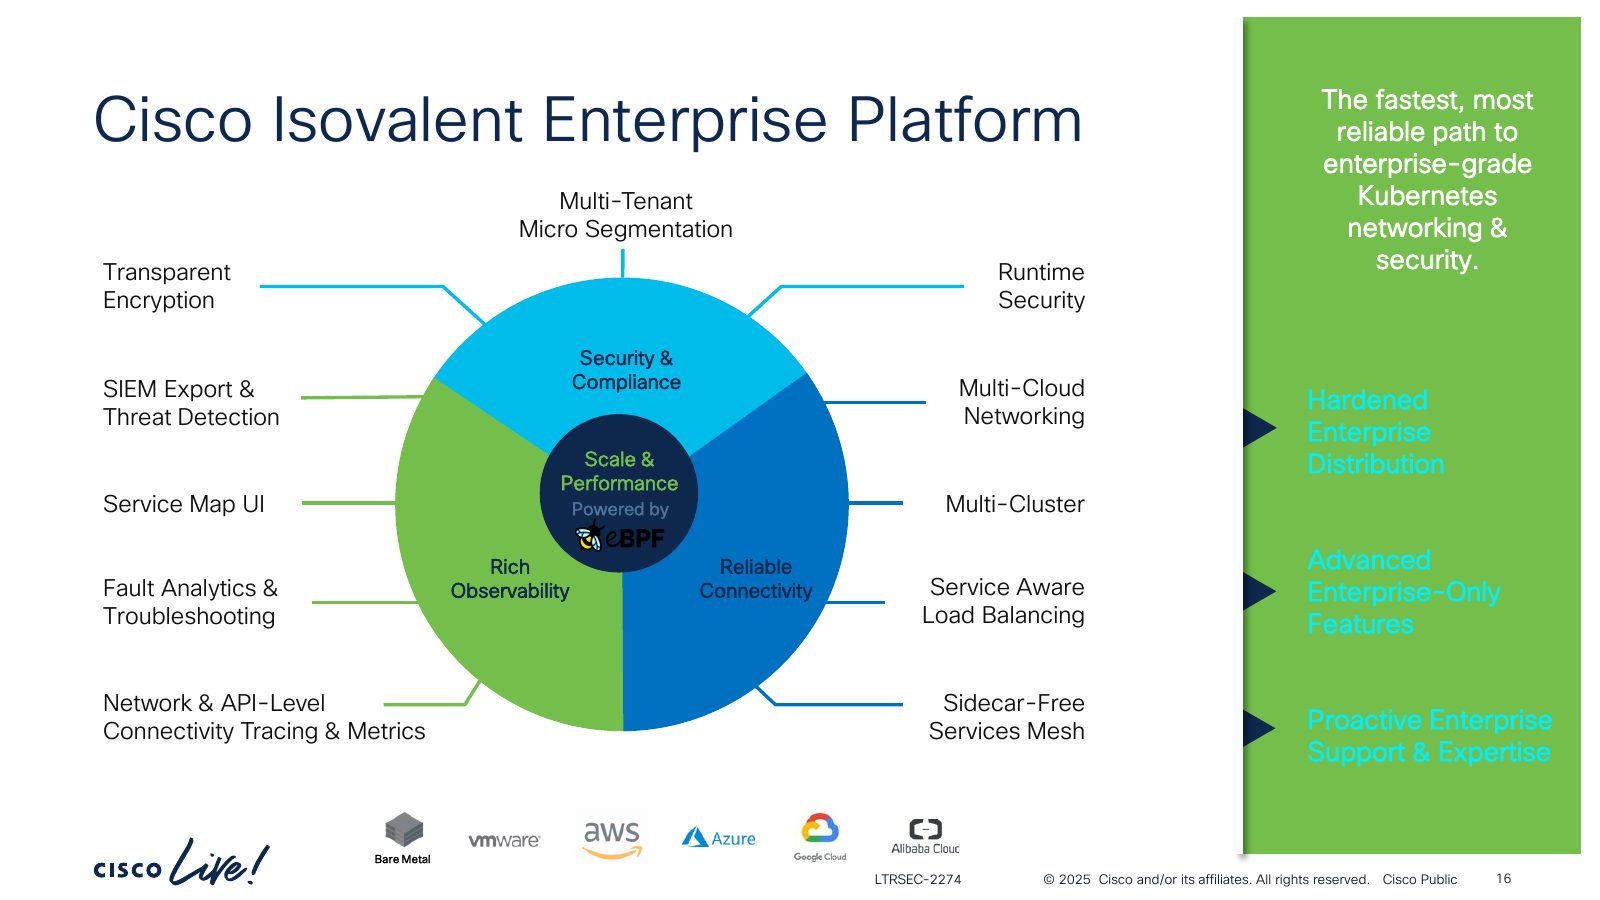 Cisco Isovalent Enterprise Platform
Multi-Tenant
Micro Segmentation
Transparent
Encryption
Runtime
Security
Security &
Compliance
SIEM Export &
Threat Detection
Multi-Cloud
Networking
Scale &
Performance
Powered by
eBPF
Service Map UI
Multi-Cluster
Rich
Observability
Reliable
Connectivity
Fault Analytics &
Troubleshooting
Service Aware
Load Balancing
Network & API-Level
Connectivity Tracing & Metrics
Sidecar-Free
Services Mesh
The fastest, most
reliable path to
enterprise-grade
Kubernetes
networking &
security.
Hardened
Enterprise
Distribution
Advanced
Enterprise-Only
Features
Proactive Enterprise
Support & Expertise
Bare Metal
vmware®
aws
Azure
Google Cloud
Alibaba Cloud
CISCO Live!
LTRSEC-2274
© 2025 Cisco and/or its affiliates. All rights reserved. Cisco Public
16